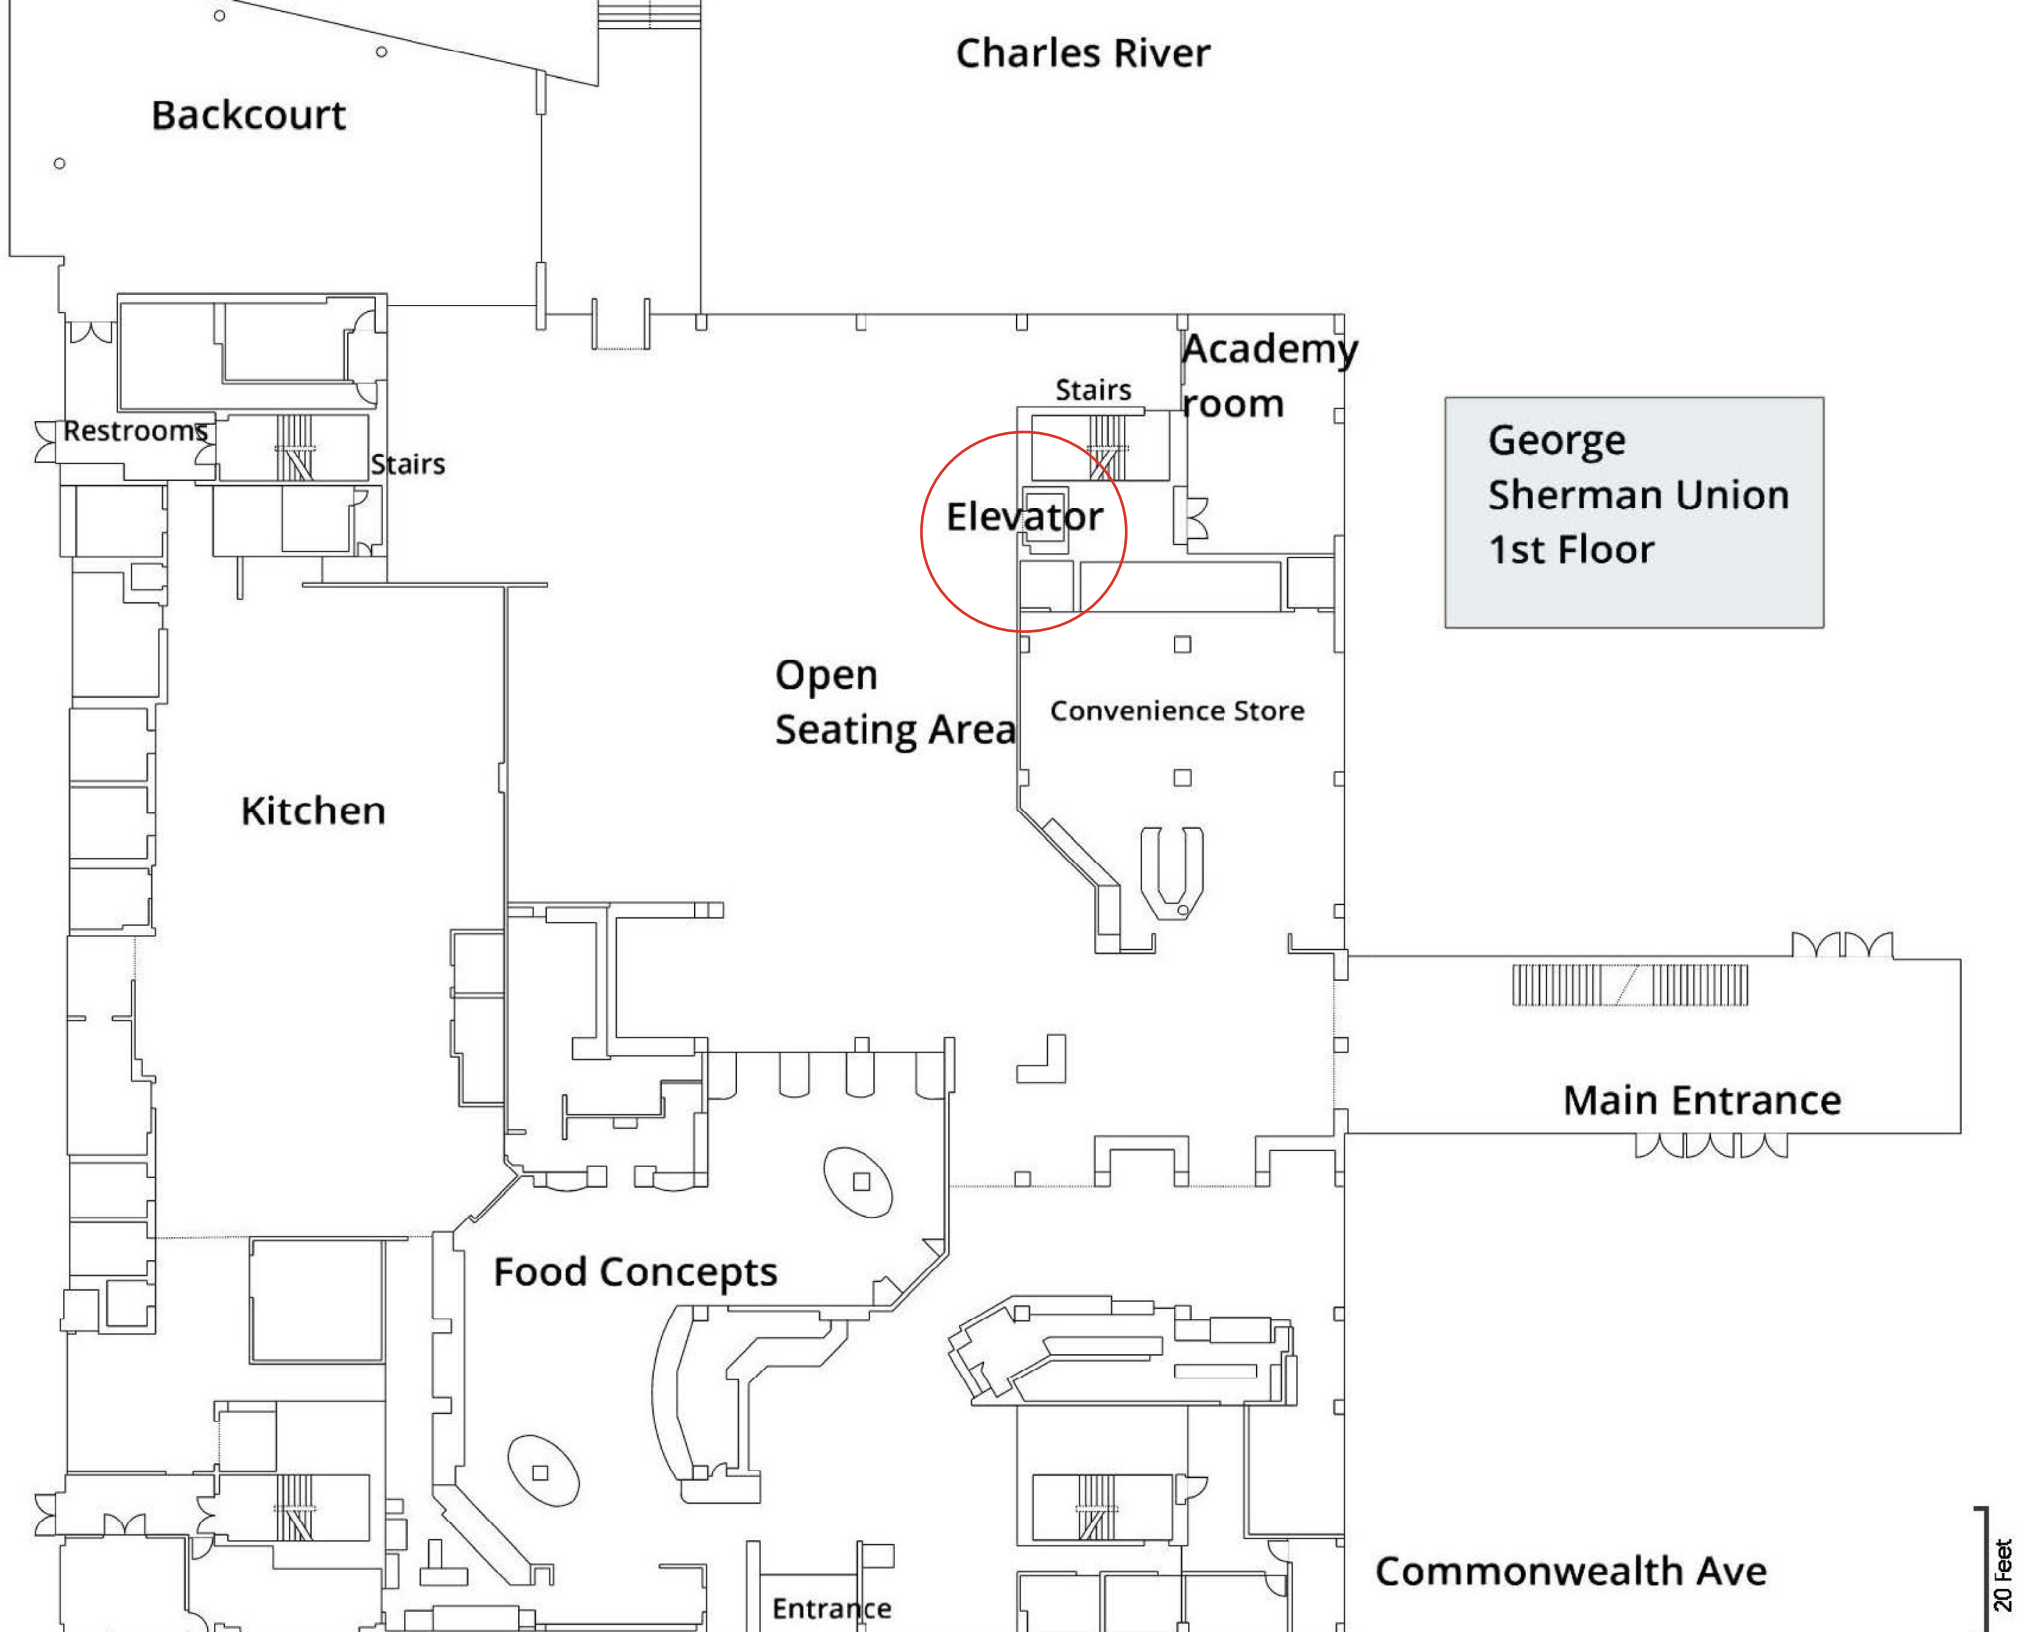 Charles River
Backcourt
Academy
room
Stairs
Restrooms
Stairs
George
Sherman Union
1st Floor
Elevator
Open
Seating Area
Convenience Store
Kitchen
Main Entrance
Food Concepts
Commonwealth Ave
20 Feet
Entrance